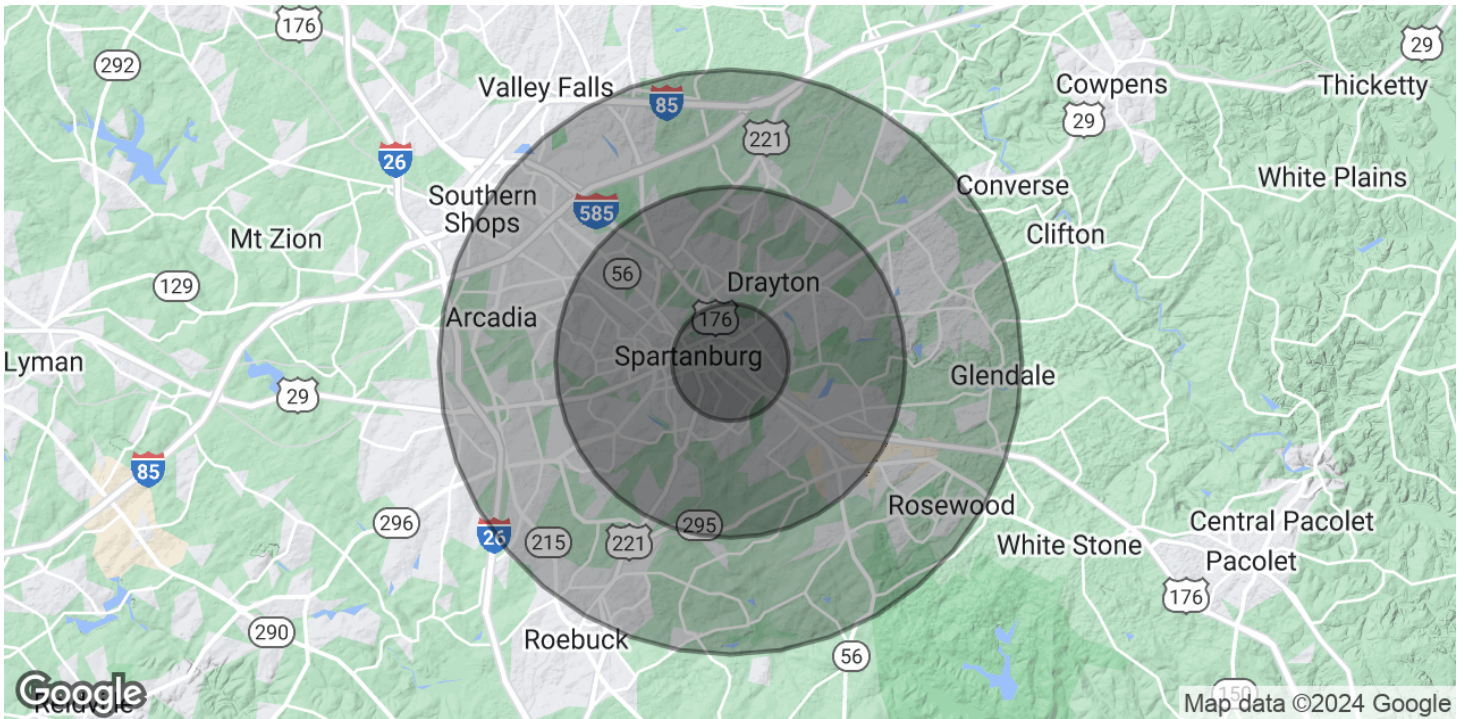 176
29
292
Valley Falls
85
Cowpens
Thicketty
29
221
26
Southern
Shops
585
Converse
White Plains
Mt Zion
Clifton
129
56
Drayton
Arcadia
176
Lyman
Spartanburg
Glendale
29
85
296
26
215
221
295
Rosewood
Central Pacolet
White Stone
Pacolet
176
290
Roebuck
56
Google
Reidville
150
Map data ©2024 Google